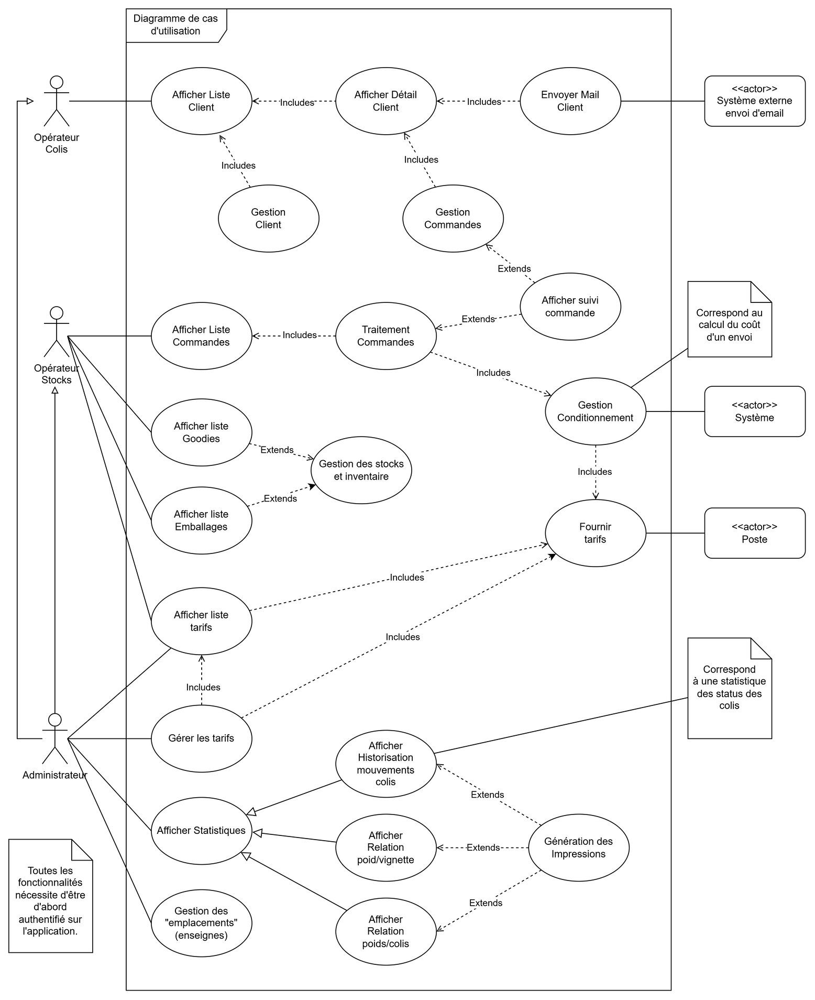 Diagramme de cas
d'utilisation
Afficher Liste
Client
Includes
Afficher Détail
Client
Includes
Envoyer Mail
Client
<<actor>>
Système externe
envoi d'email
Opérateur
Colis
Includes
Includes
Gestion
Client
Gestion
Commandes
Extends
Afficher suivi
commande
Correspond au
calcul du coût
d'un envoi
Extends
Afficher Liste
Commandes
Includes
Traitement
Commandes
Opérateur
Stocks
Includes
Gestion
Conditionnement
<<actor>>
Système
Afficher liste
Goodies
Extends
Gestion des stocks
et inventaire
Includes
Extends
Afficher liste
Emballages
Fournir
tarifs
<<actor>>
Poste
Includes
Afficher liste
tarifs
Includes
Includes
Correspond
à une statistique
des status des
colis
Gérer les tarifs
Administrateur
Afficher
Historisation
mouvements
colis
Extends
Afficher Statistiques
Afficher
Relation
poid/vignette
Extends
Génération des
Impressions
Toutes les
fonctionnalités
nécessite d'être
d'abord
authentifié sur
l'application.
Extends
Gestion des
"emplacements"
(enseignes)
Afficher
Relation
poids/colis